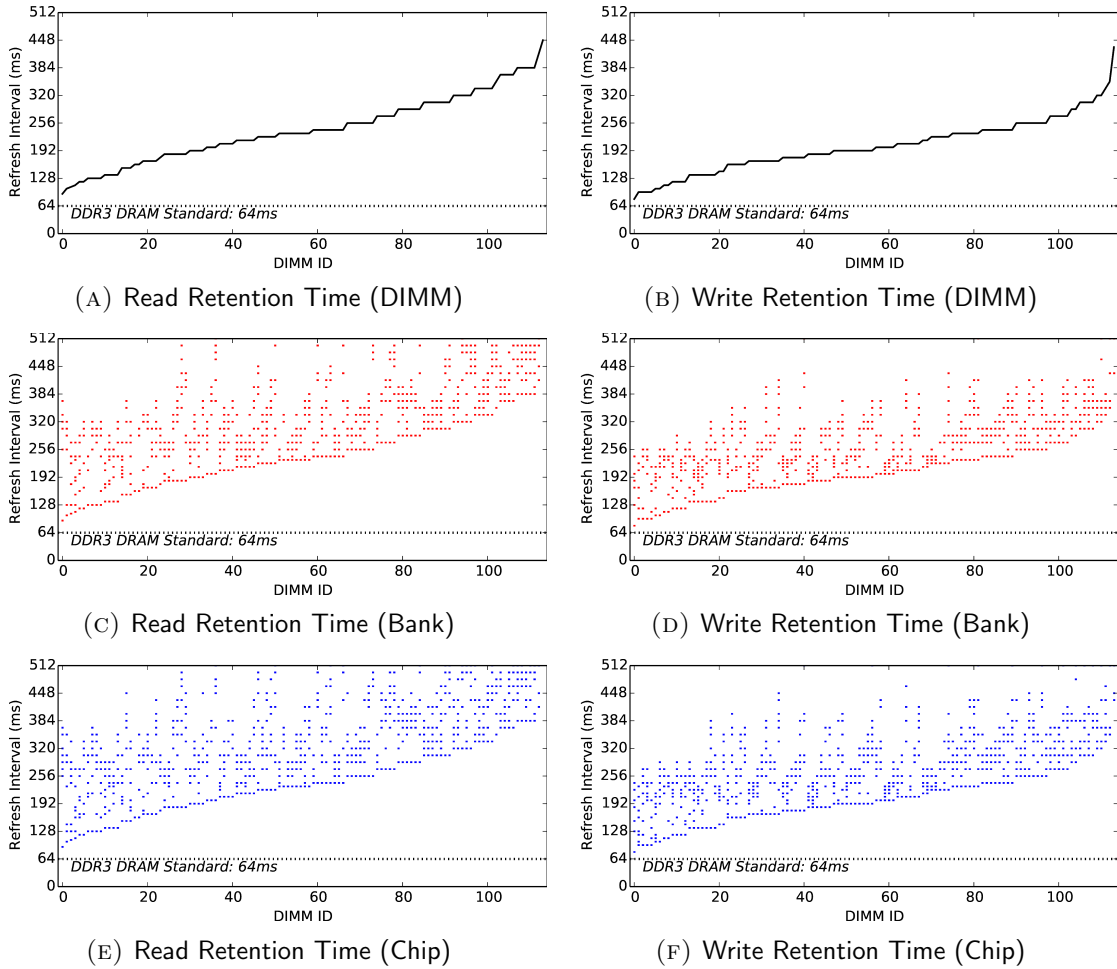 512
448
384
320
256
192
128
64
0
Refresh Interval (ms)
DDR3 DRAM Standard: 64ms
0 20 40 60 80 100
DIMM ID
(A) Read Retention Time (DIMM)
512
448
384
320
256
192
128
64
0
Refresh Interval (ms)
DDR3 DRAM Standard: 64ms
0 20 40 60 80 100
DIMM ID
(B) Write Retention Time (DIMM)
512
448
384
320
256
192
128
64
0
Refresh Interval (ms)
DDR3 DRAM Standard: 64ms
0 20 40 60 80 100
DIMM ID
(C) Read Retention Time (Bank)
512
448
384
320
256
192
128
64
0
Refresh Interval (ms)
DDR3 DRAM Standard: 64ms
0 20 40 60 80 100
DIMM ID
(D) Write Retention Time (Bank)
512
448
384
320
256
192
128
64
0
Refresh Interval (ms)
DDR3 DRAM Standard: 64ms
0 20 40 60 80 100
DIMM ID
(E) Read Retention Time (Chip)
512
448
384
320
256
192
128
64
0
Refresh Interval (ms)
DDR3 DRAM Standard: 64ms
0 20 40 60 80 100
DIMM ID
(F) Write Retention Time (Chip)